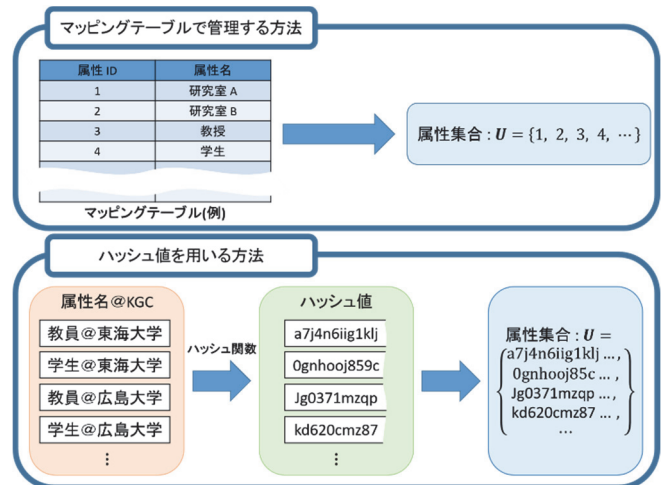 マッピングテーブルで管理する方法
属性 ID 属性名
1 研究室 A
2 研究室 B
3 教授
4 学生
マッピングテーブル(例)
属性集合 : U = {1, 2, 3, 4, …}
ハッシュ値を用いる方法
属性名@KGC
教員@東海大学
学生@東海大学
教員@広島大学
学生@広島大学
⋮
ハッシュ関数
ハッシュ値
a7j4n6iig1klj
0gnhooj859c
Jg0371mzqp
kd620cmz87
⋮
属性集合 : U =
a7j4n6iig1klj …,
0gnhooj85c …,
Jg0371mzqp …,
kd620cmz87 …,
…